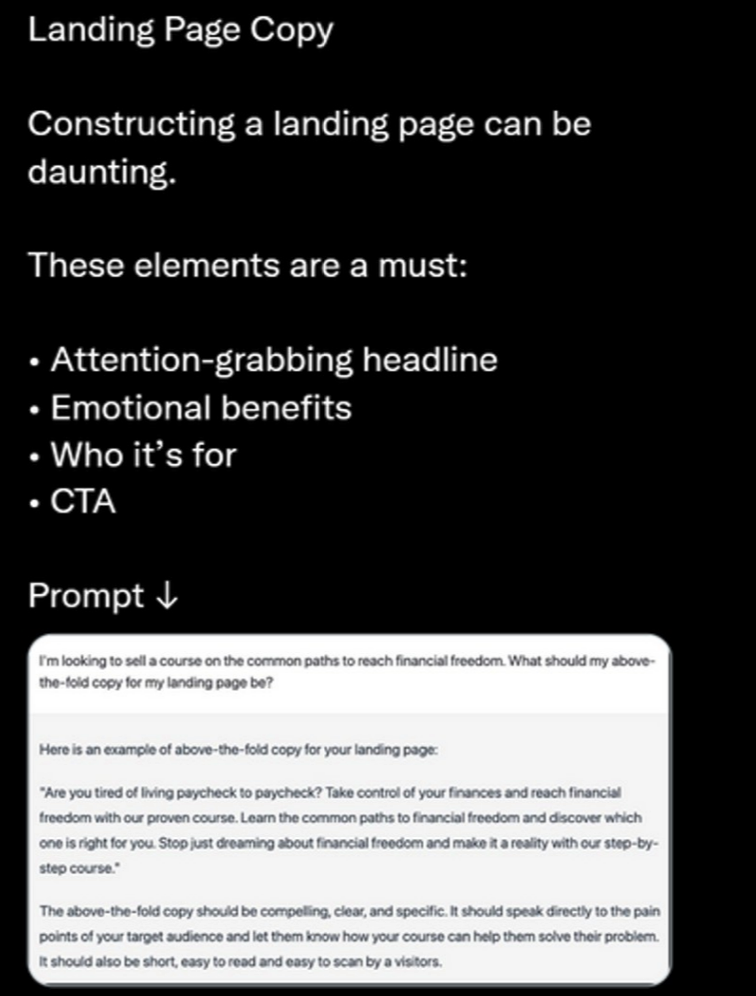 Landing Page Copy
Constructing a landing page can be
daunting.
These elements are a must:
• Attention-grabbing headline
• Emotional benefits
• Who it’s for
• CTA
Prompt ↓
I'm looking to sell a course on the common paths to reach financial freedom. What should my above-
the-fold copy for my landing page be?
Here is an example of above-the-fold copy for your landing page:
"Are you tired of living paycheck to paycheck? Take control of your finances and reach financial
freedom with our proven course. Learn the common paths to financial freedom and discover which
one is right for you. Stop just dreaming about financial freedom and make it a reality with our step-by-
step course."
The above-the-fold copy should be compelling, clear, and specific. It should speak directly to the pain
points of your target audience and let them know how your course can help them solve their problem.
It should also be short, easy to read and easy to scan by a visitors.